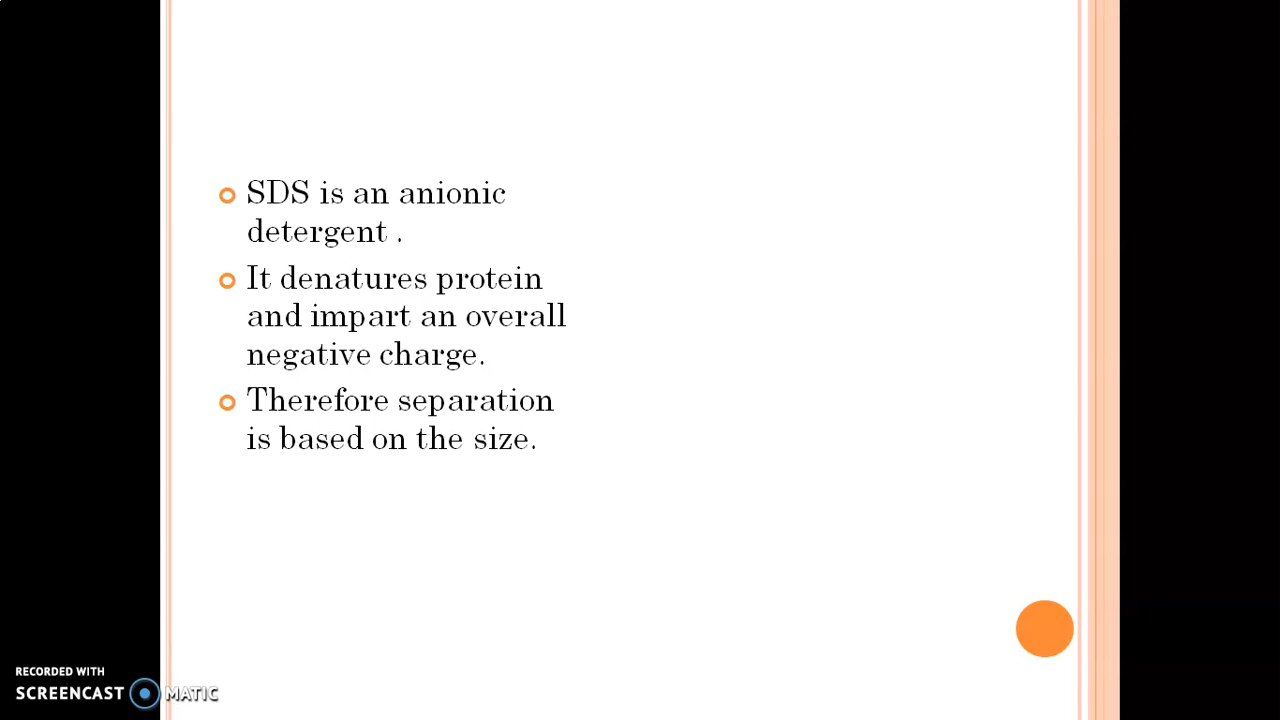 SDS is an anionic
detergent .
It denatures protein
and impart an overall
negative charge.
Therefore separation
is based on the size.
RECORDED WITH
SCREENCAST MATIC